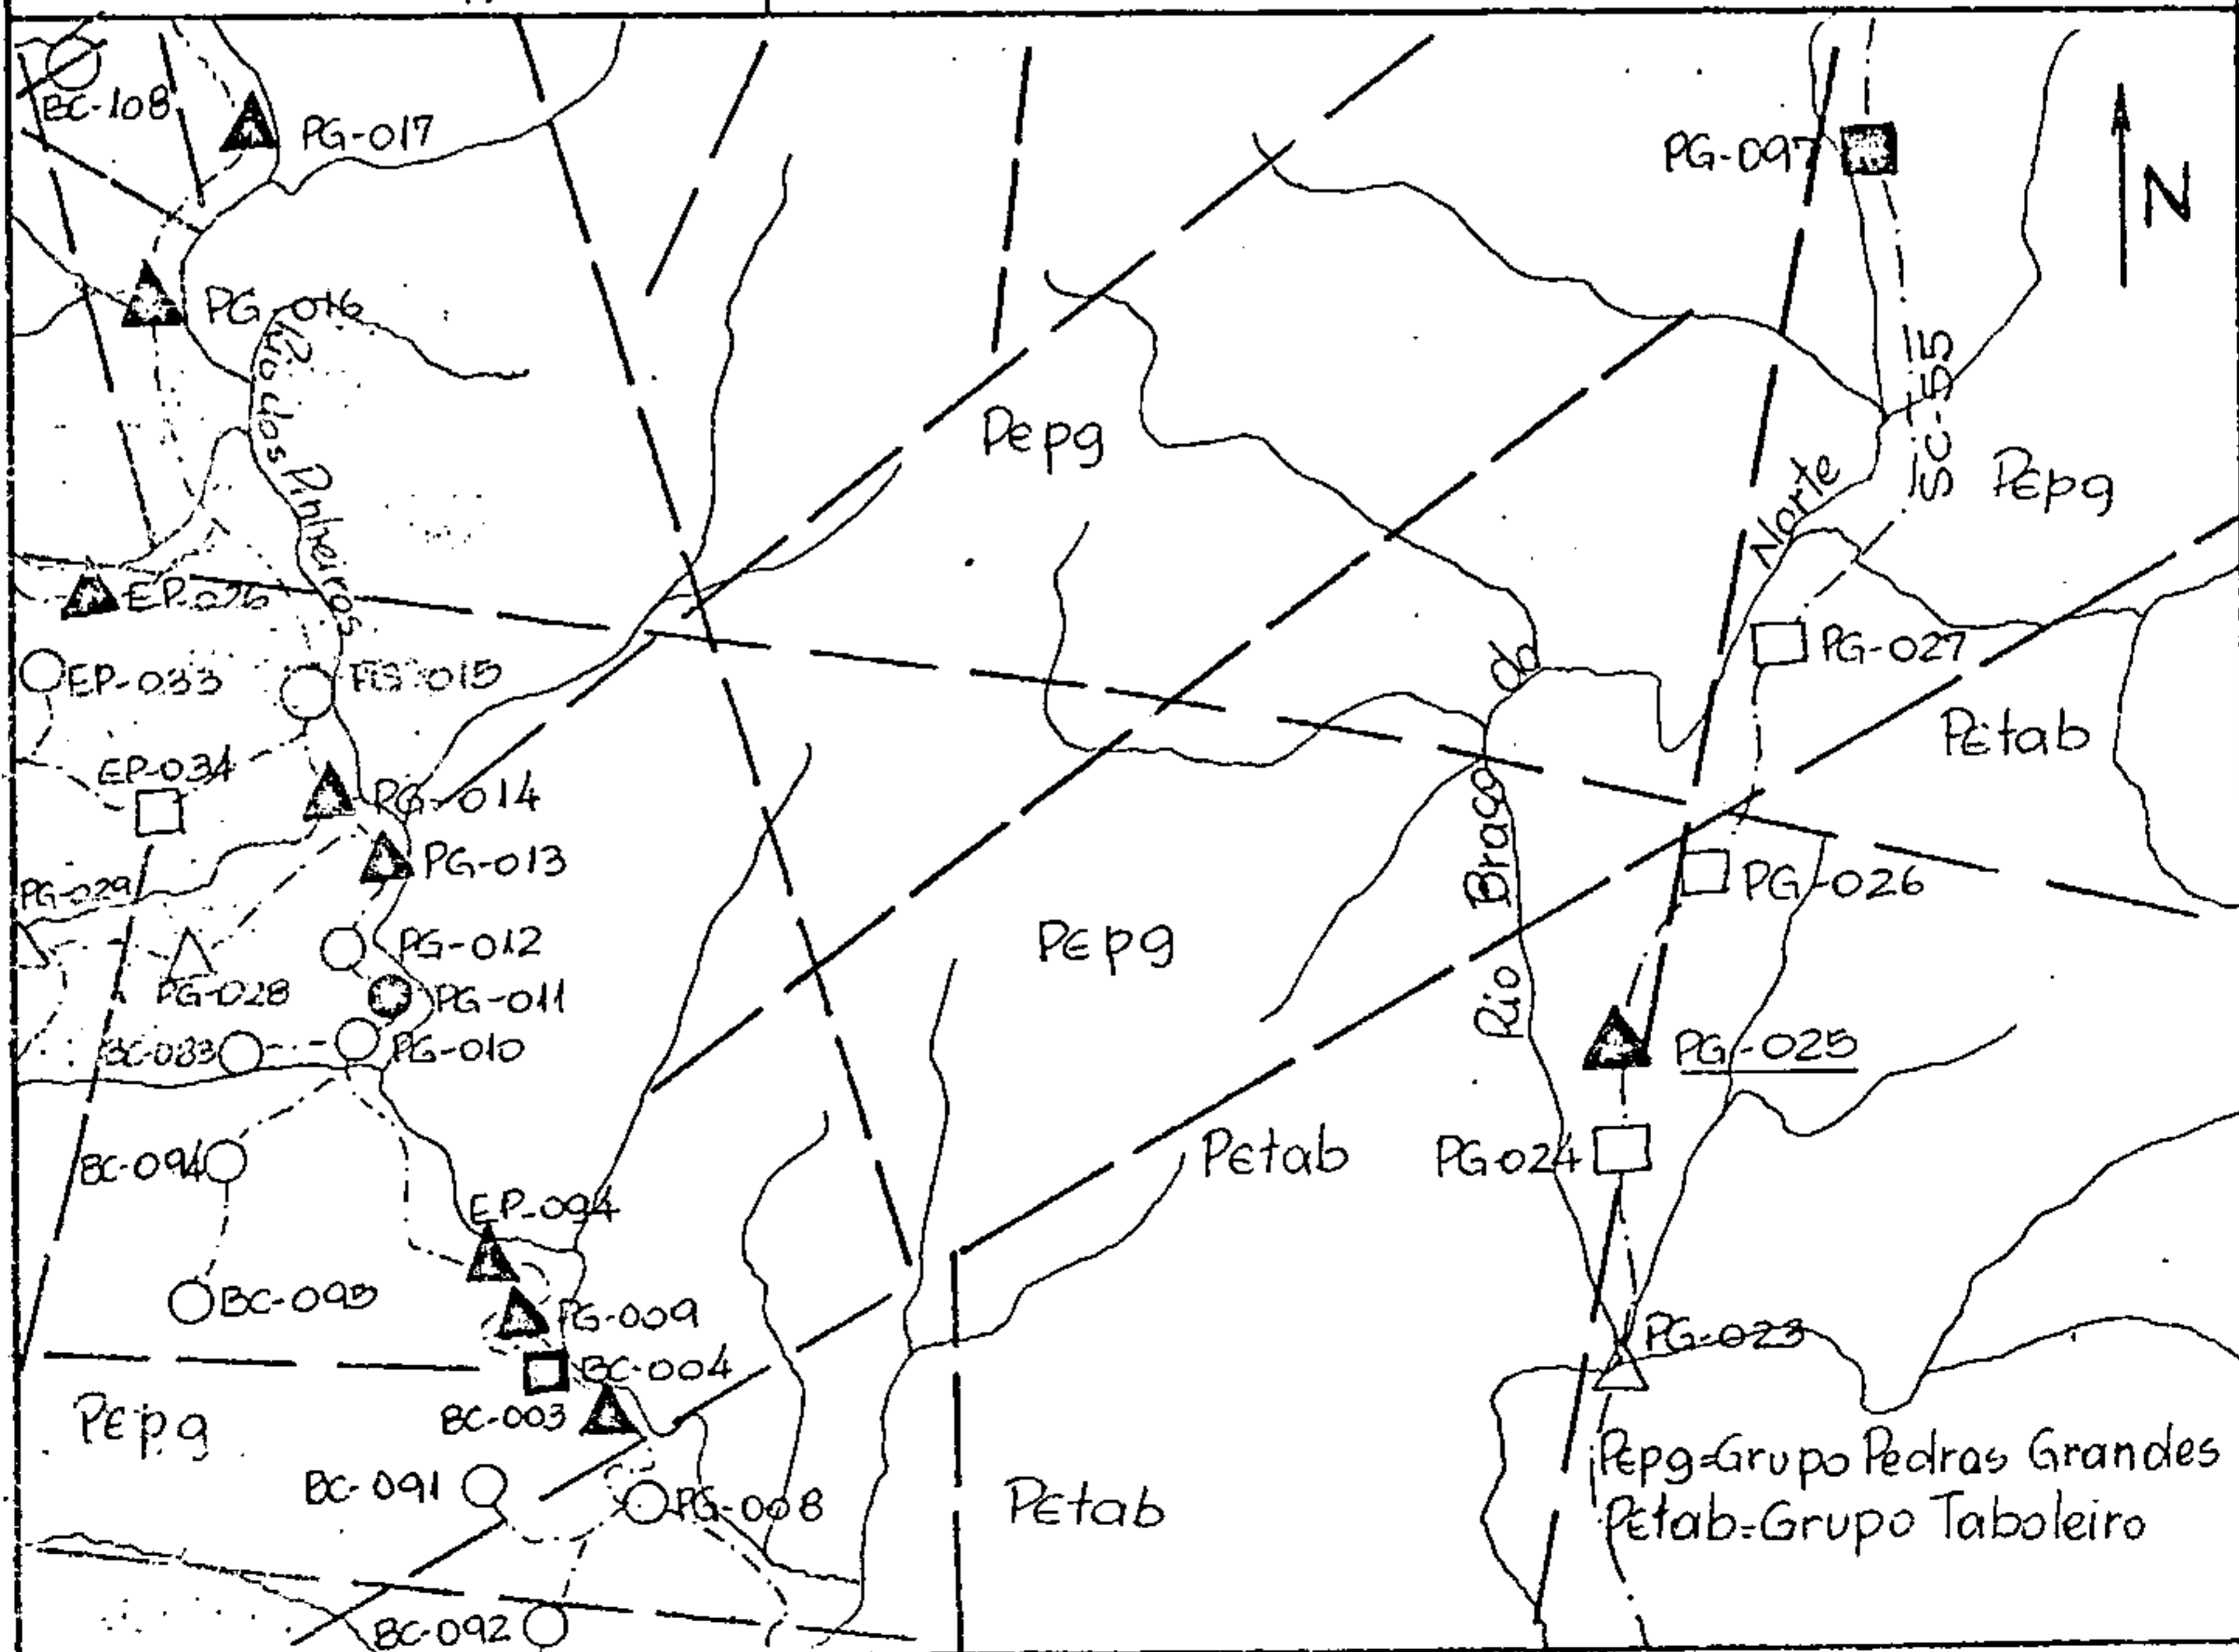 BC-108
PG-017
PG-097
N
PG-016
Rio dos Pinheiros
SC-55
PEpg
PEpg
Norte
EP-033
PG-015
PG-027
do
PEtab
EP-034
PG-014
PG-013
PG-029
Braço
PG-026
PG-012
PEpg
PG-028
PG-011
Rio
BC-083
PG-010
PG-025
BC-094
PEtab
PG-024
EP-094
BC-093
PG-009
PG-023
BC-004
PEpg
BC-003
PEpg=Grupo Pedras Grandes
BC-091
PG-008
PEtab
PEtab=Grupo Taboleiro
BC-092